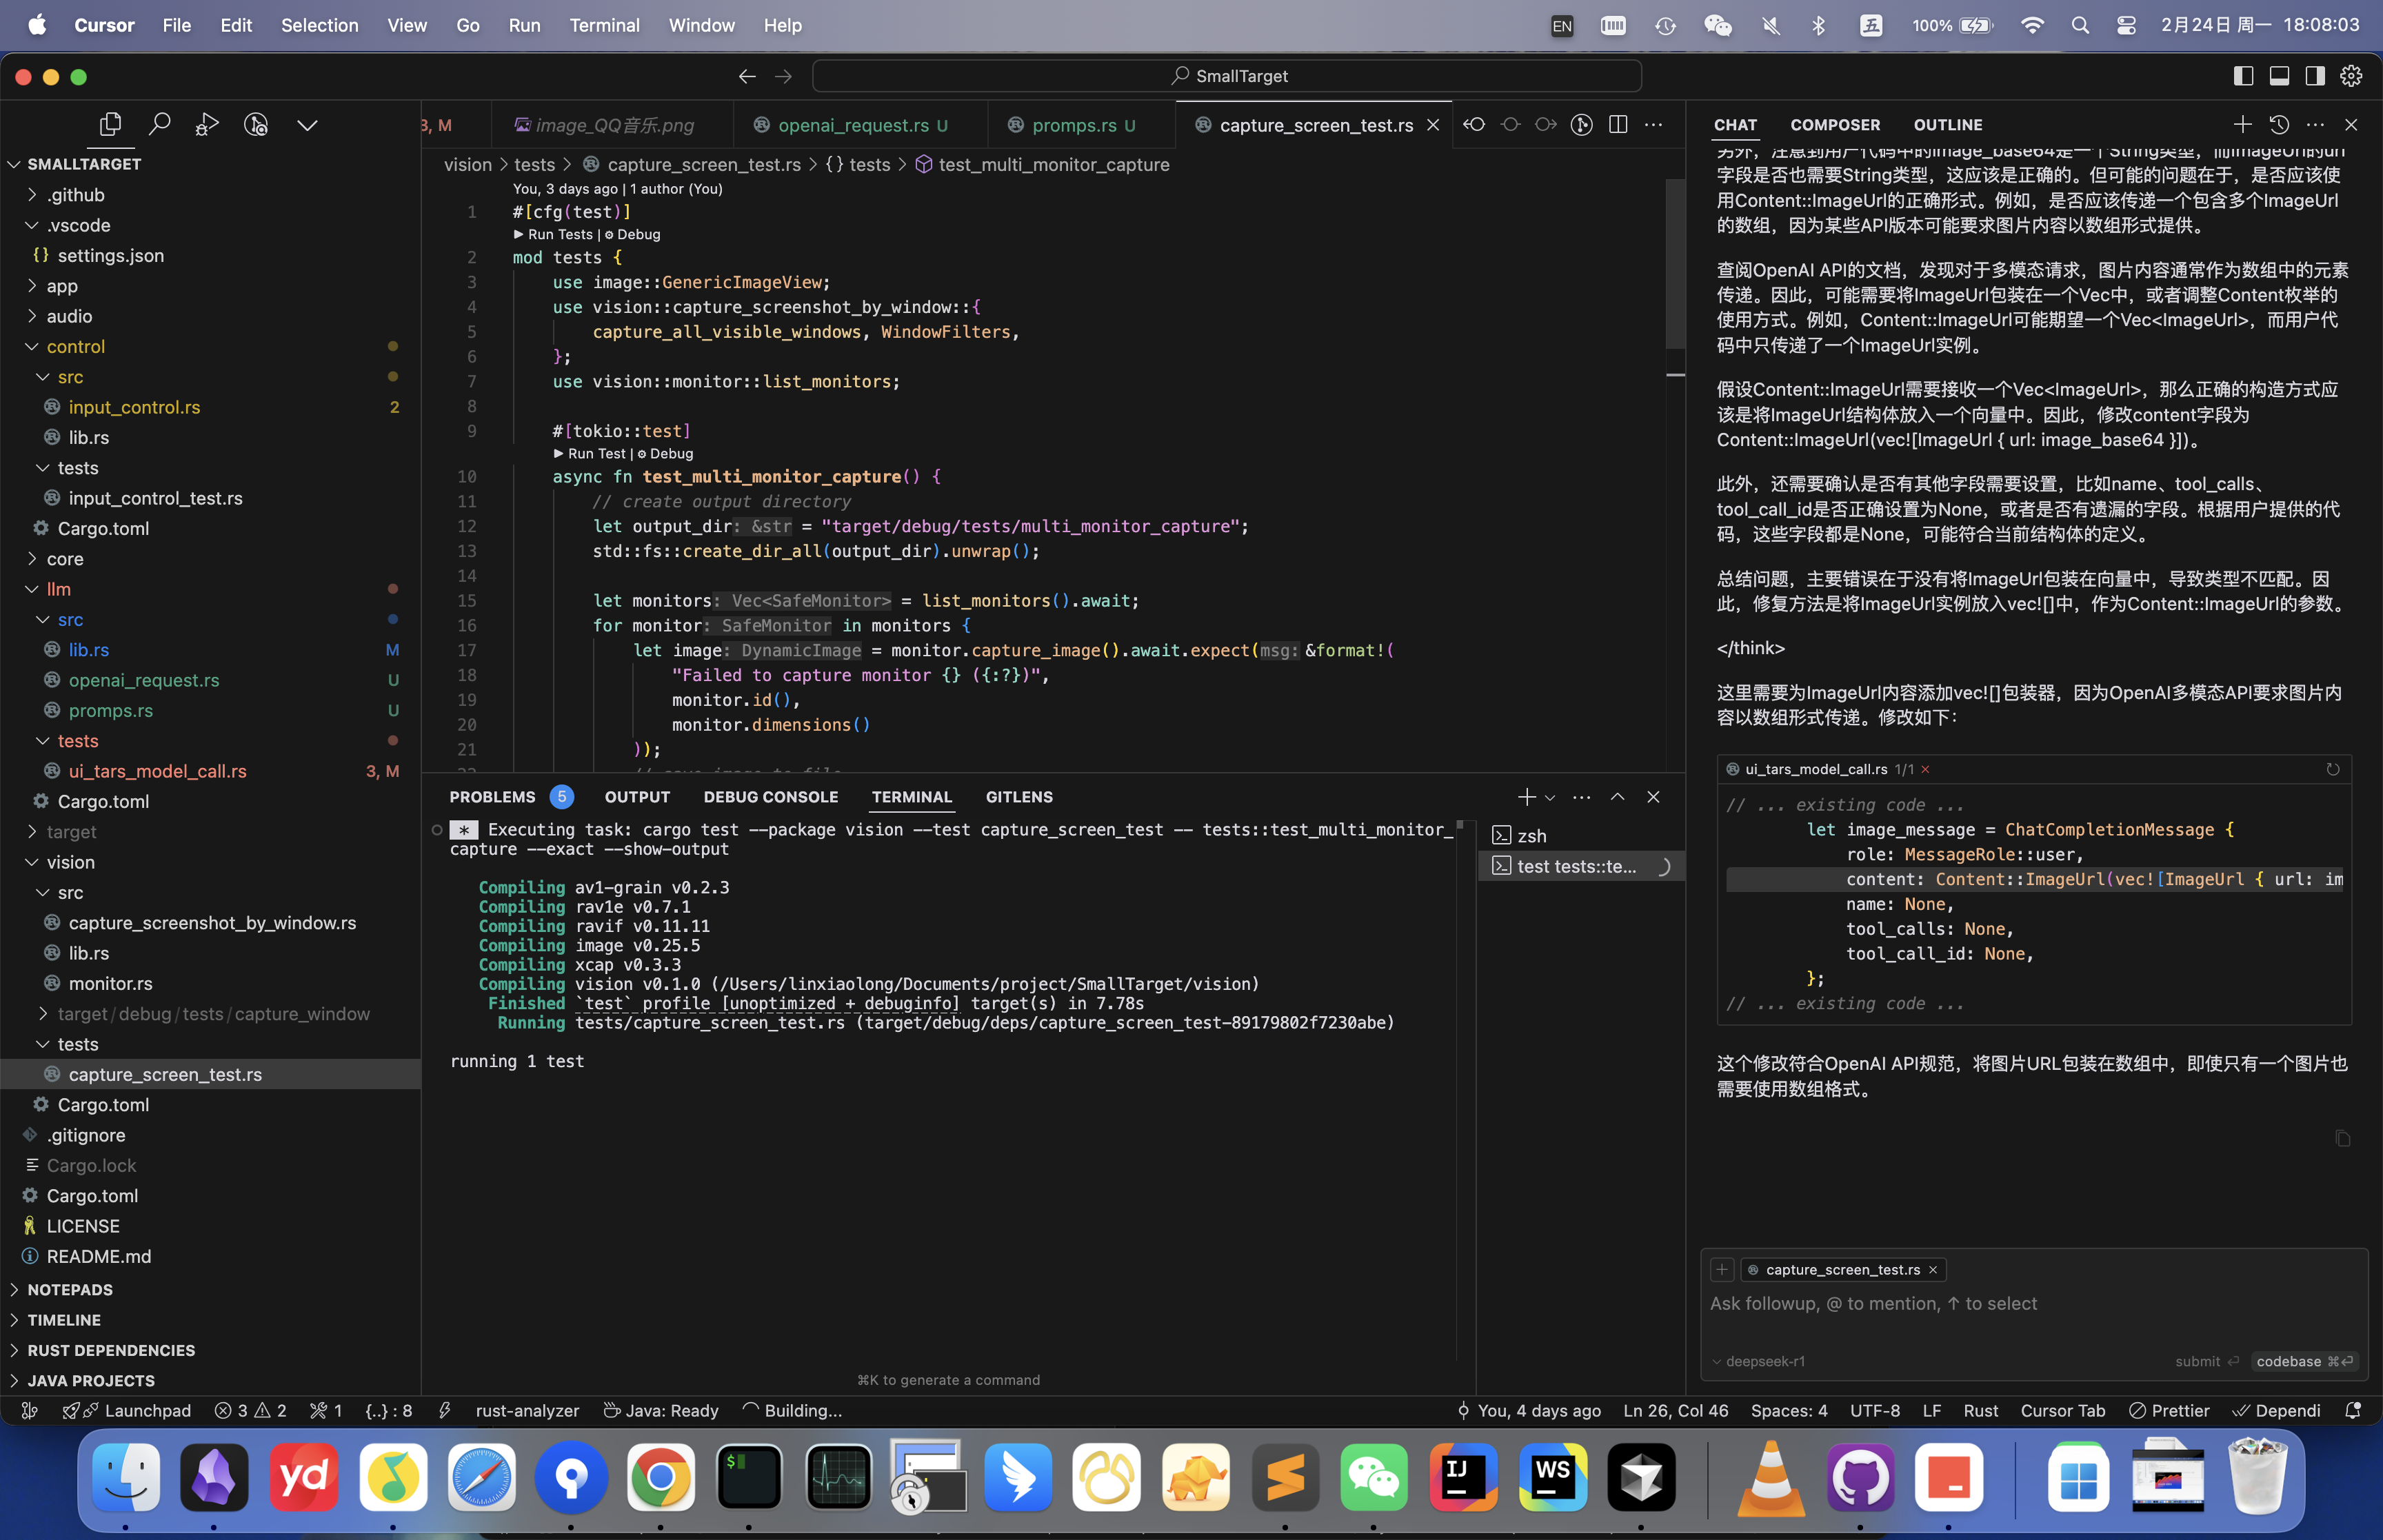 Cursor File Edit Selection View Go Run Terminal Window Help
EN 五 100% 2月24日 周一 18:08:03
SmallTarget
SMALLTARGET
.github
.vscode
settings.json
app
audio
control
src
input_control.rs 2
lib.rs
tests
input_control_test.rs
Cargo.toml
core
llm
src
lib.rs M
openai_request.rs U
promps.rs U
tests
ui_tars_model_call.rs 3, M
Cargo.toml
target
vision
src
capture_screenshot_by_window.rs
lib.rs
monitor.rs
target/debug/tests/capture_window
tests
capture_screen_test.rs
Cargo.toml
.gitignore
Cargo.lock
Cargo.toml
LICENSE
README.md
NOTEPADS
TIMELINE
RUST DEPENDENCIES
JAVA PROJECTS
3, M image_QQ音乐.png openai_request.rs U promps.rs U capture_screen_test.rs
vision > tests > capture_screen_test.rs > {} tests > test_multi_monitor_capture
You, 3 days ago | 1 author (You)
1 #[cfg(test)]
Run Tests | Debug
2 mod tests {
3 use image::GenericImageView;
4 use vision::capture_screenshot_by_window::{
5 capture_all_visible_windows, WindowFilters,
6 };
7 use vision::monitor::list_monitors;
8
9 #[tokio::test]
Run Test | Debug
10 async fn test_multi_monitor_capture() {
11 // create output directory
12 let output_dir: &str = "target/debug/tests/multi_monitor_capture";
13 std::fs::create_dir_all(output_dir).unwrap();
14
15 let monitors: Vec<SafeMonitor> = list_monitors().await;
16 for monitor: SafeMonitor in monitors {
17 let image: DynamicImage = monitor.capture_image().await.expect(msg: &format!(
18 "Failed to capture monitor {} ({:?})",
19 monitor.id(),
20 monitor.dimensions()
21 ));
22 // save image to file
PROBLEMS 5 OUTPUT DEBUG CONSOLE TERMINAL GITLENS
* Executing task: cargo test --package vision --test capture_screen_test -- tests::test_multi_monitor_
capture --exact --show-output
Compiling av1-grain v0.2.3
Compiling rav1e v0.7.1
Compiling ravif v0.11.11
Compiling image v0.25.5
Compiling xcap v0.3.3
Compiling vision v0.1.0 (/Users/linxiaolong/Documents/project/SmallTarget/vision)
Finished `test` profile [unoptimized + debuginfo] target(s) in 7.78s
Running tests/capture_screen_test.rs (target/debug/deps/capture_screen_test-89179802f7230abe)
running 1 test
⌘K to generate a command
zsh
test tests::te...
CHAT COMPOSER OUTLINE
另外，注意到用户代码中的image_base64是一个String类型，而ImageUrl的url
字段是否也需要String类型，这应该是正确的。但可能的问题在于，是否应该使
用Content::ImageUrl的正确形式。例如，是否应该传递一个包含多个ImageUrl
的数组，因为某些API版本可能要求图片内容以数组形式提供。
查阅OpenAI API的文档，发现对于多模态请求，图片内容通常作为数组中的元素
传递。因此，可能需要将ImageUrl包装在一个Vec中，或者调整Content枚举的
使用方式。例如，Content::ImageUrl可能期望一个Vec<ImageUrl>，而用户代
码中只传递了一个ImageUrl实例。
假设Content::ImageUrl需要接收一个Vec<ImageUrl>，那么正确的构造方式应
该是将ImageUrl结构体放入一个向量中。因此，修改content字段为
Content::ImageUrl(vec![ImageUrl { url: image_base64 }])。
此外，还需要确认是否有其他字段需要设置，比如name、tool_calls、
tool_call_id是否正确设置为None，或者是否有遗漏的字段。根据用户提供的代
码，这些字段都是None，可能符合当前结构体的定义。
总结问题，主要错误在于没有将ImageUrl包装在向量中，导致类型不匹配。因
此，修复方法是将ImageUrl实例放入vec![]中，作为Content::ImageUrl的参数。
</think>
这里需要为ImageUrl内容添加vec![]包装器，因为OpenAI多模态API要求图片内
容以数组形式传递。修改如下：
ui_tars_model_call.rs 1/1
// ... existing code ...
let image_message = ChatCompletionMessage {
role: MessageRole::user,
content: Content::ImageUrl(vec![ImageUrl { url: im
name: None,
tool_calls: None,
tool_call_id: None,
};
// ... existing code ...
这个修改符合OpenAI API规范，将图片URL包装在数组中，即使只有一个图片也
需要使用数组格式。
capture_screen_test.rs
Ask followup, @ to mention, ↑ to select
deepseek-r1 submit codebase ⌘
Launchpad 3 2 1 {..} : 8 rust-analyzer Java: Ready Building... You, 4 days ago Ln 26, Col 46 Spaces: 4 UTF-8 LF Rust Cursor Tab Prettier Dependi
yd $ IJ WS